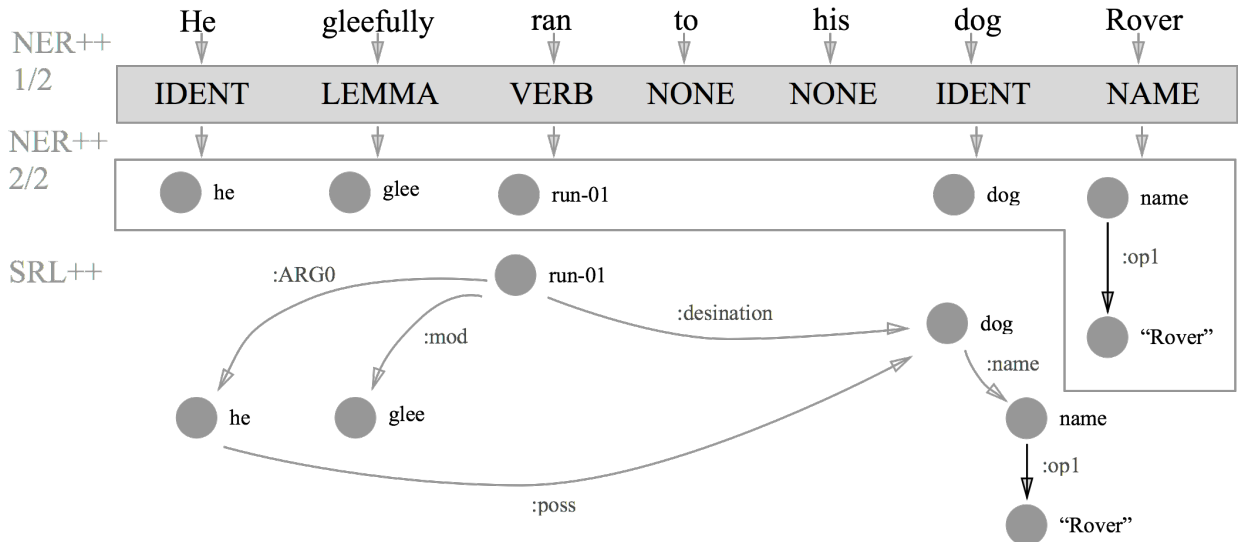 He gleefully ran to his dog Rover
NER++
1/2
IDENT LEMMA VERB NONE NONE IDENT NAME
NER++
2/2
he glee run-01 dog name
:op1
“Rover”
SRL++
:ARG0 run-01
:mod :desination dog
:name
he glee name
:op1
:poss
“Rover”